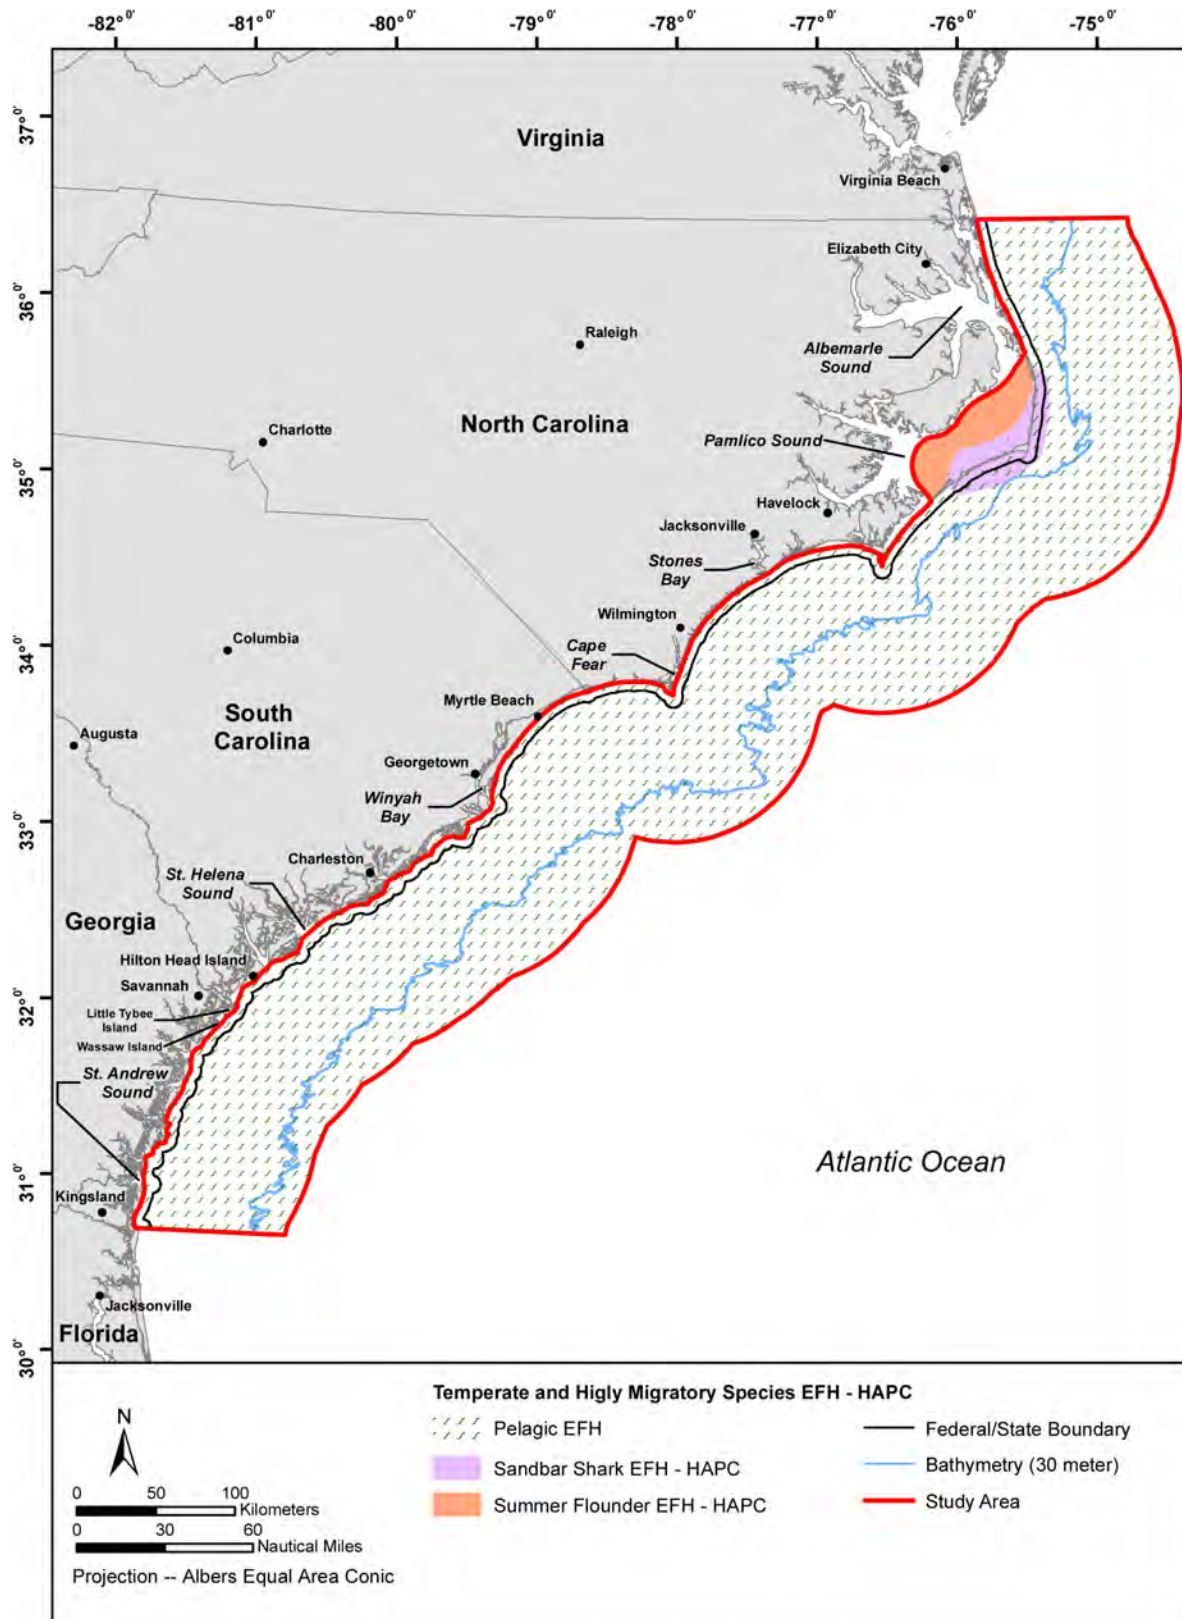 -82°0' -81°0' -80°0' -79°0' -78°0' -77°0' -76°0' -75°0'
37°0'
36°0'
35°0'
34°0'
33°0'
32°0'
31°0'
30°0'
Virginia
Virginia Beach
Elizabeth City
Raleigh
Albemarle
Sound
North Carolina
Charlotte
Pamlico Sound
Havelock
Jacksonville
Stones
Bay
Wilmington
Columbia
Cape
Fear
Myrtle Beach
South
Carolina
Augusta
Georgetown
Winyah
Bay
Charleston
St. Helena
Sound
Georgia
Hilton Head Island
Savannah
Little Tybee
Island
Wassaw Island
St. Andrew
Sound
Atlantic Ocean
Kingsland
Jacksonville
Florida
Temperate and Higly Migratory Species EFH - HAPC
Pelagic EFH
Sandbar Shark EFH - HAPC
Summer Flounder EFH - HAPC
Federal/State Boundary
Bathymetry (30 meter)
Study Area
N
0 50 100
Kilometers
0 30 60
Nautical Miles
Projection -- Albers Equal Area Conic